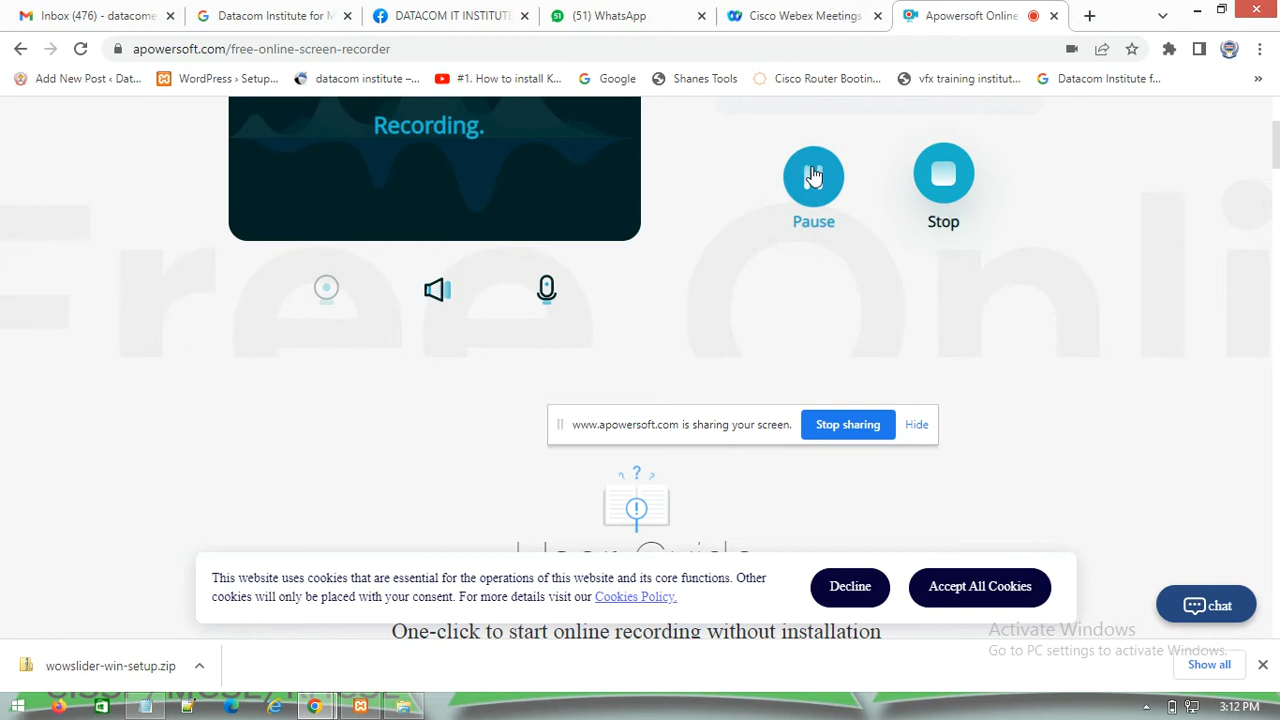 Inbox (476) - datacome
Datacom Institute for M
DATACOM IT INSTITUTE
(51) WhatsApp
Cisco Webex Meetings
Apowersoft Online
apowersoft.com/free-online-screen-recorder
Add New Post ‹ Dat...
WordPress › Setup...
datacom institute –...
#1. How to install K...
Google
Shanes Tools
Cisco Router Bootin...
vfx training institut...
Datacom Institute f...
Recording.
Pause
Stop
Free Onli
www.apowersoft.com is sharing your screen.
Stop sharing
Hide
This website uses cookies that are essential for the operations of this website and its core functions. Other
cookies will only be placed with your consent. For more details visit our Cookies Policy.
Decline
Accept All Cookies
chat
One-click to start online recording without installation
Activate Windows
Go to PC settings to activate Windows.
wowslider-win-setup.zip
Show all
3:12 PM